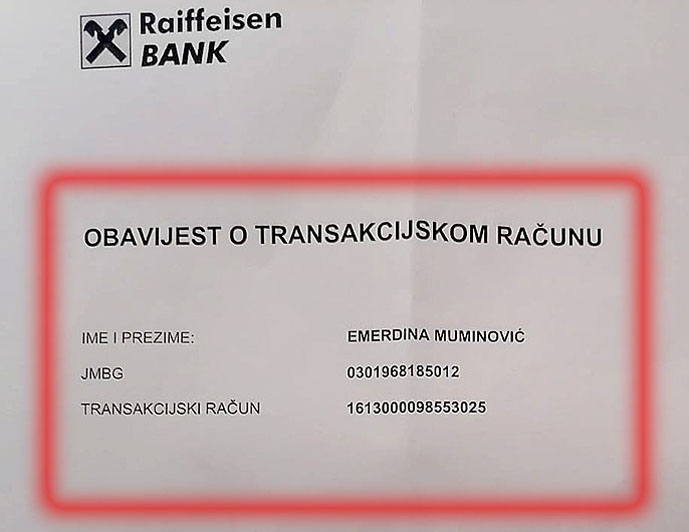 Raiffeisen
BANK
OBAVIJEST O TRANSAKCIJSKOM RAČUNU
IME I PREZIME: EMERDINA MUMINOVIĆ
JMBG 0301968185012
TRANSAKCIJSKI RAČUN 1613000098553025